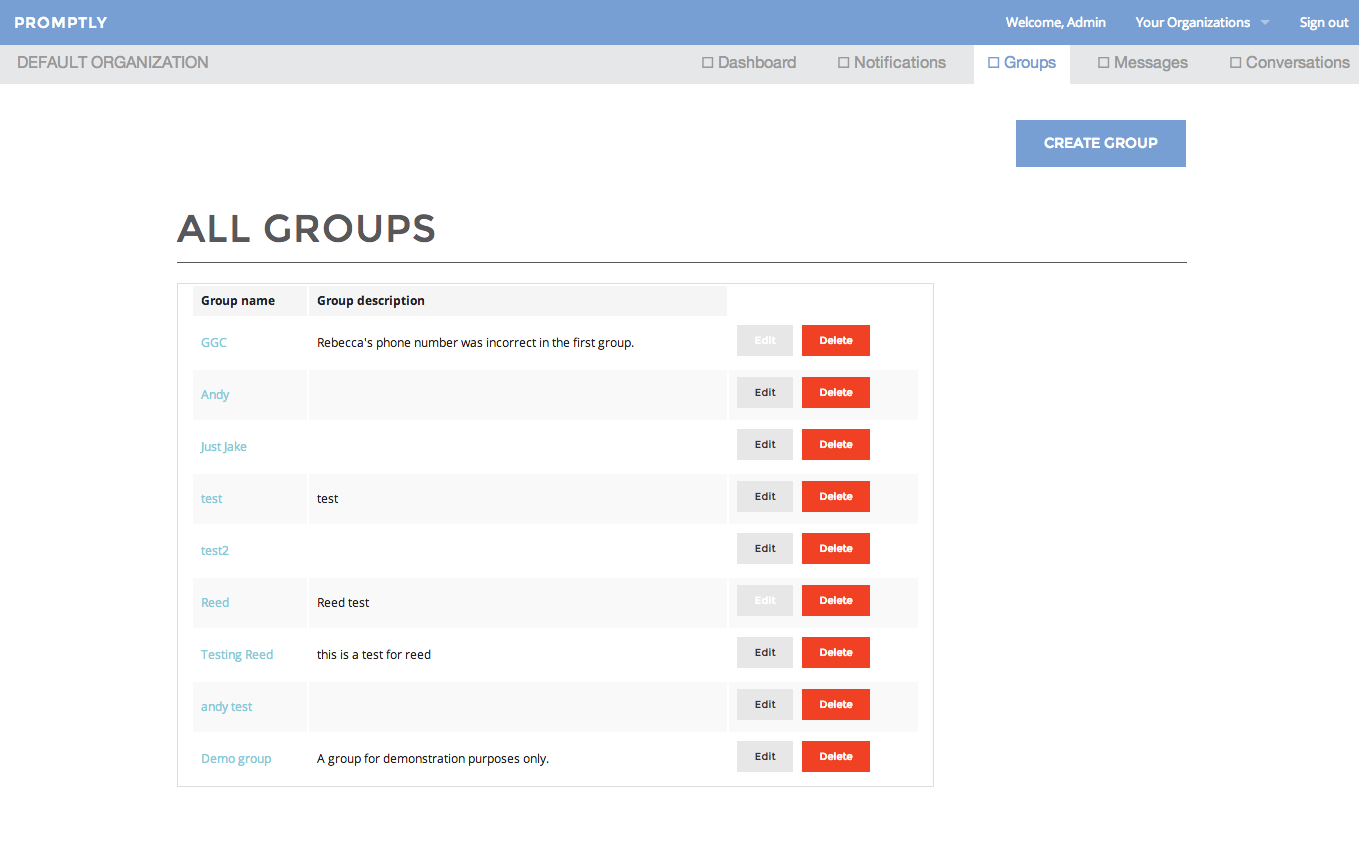 PROMPTLY Welcome, Admin Your Organizations Sign out
DEFAULT ORGANIZATION Dashboard Notifications Groups Messages Conversations
CREATE GROUP
ALL GROUPS
Group name Group description
GGC Rebecca's phone number was incorrect in the first group. Edit Delete
Andy Edit Delete
Just Jake Edit Delete
test test Edit Delete
test2 Edit Delete
Reed Reed test Edit Delete
Testing Reed this is a test for reed Edit Delete
andy test Edit Delete
Demo group A group for demonstration purposes only. Edit Delete